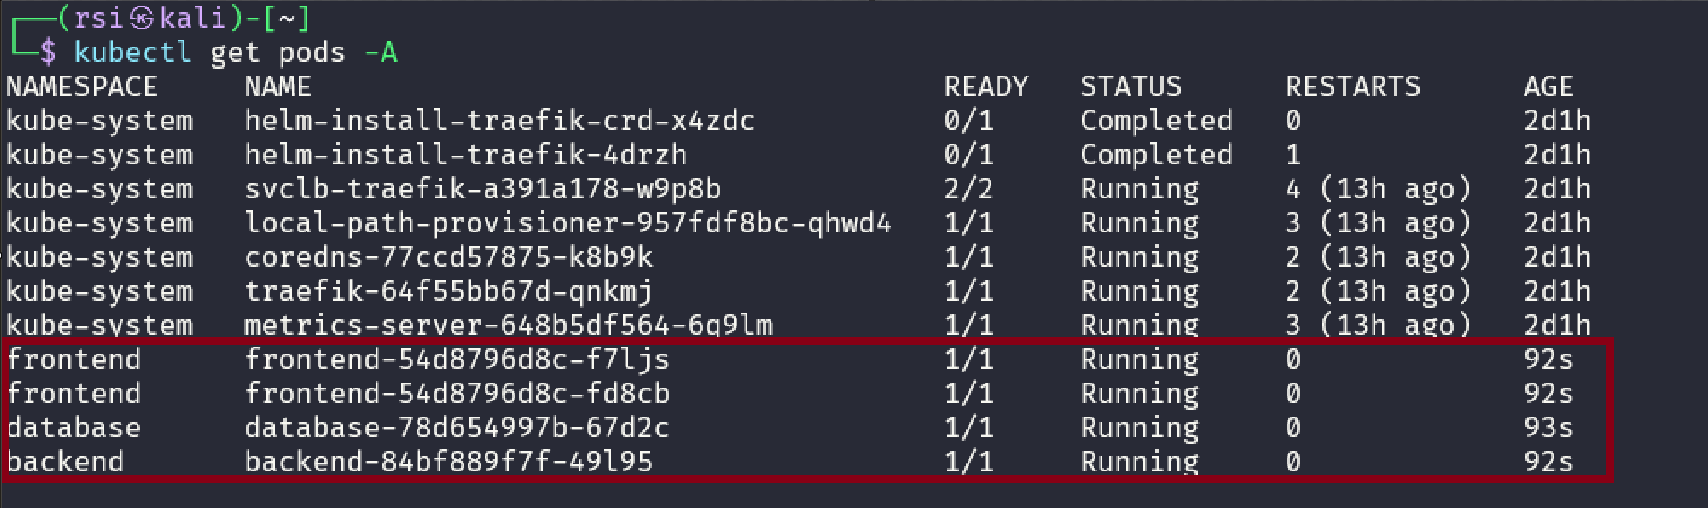 (rsi㉿kali)-[~]
$ kubectl get pods -A
NAMESPACE NAME READY STATUS RESTARTS AGE
kube-system helm-install-traefik-crd-x4zdc 0/1 Completed 0 2d1h
kube-system helm-install-traefik-4drzh 0/1 Completed 1 2d1h
kube-system svclb-traefik-a391a178-w9p8b 2/2 Running 4 (13h ago) 2d1h
kube-system local-path-provisioner-957fdf8bc-qhwd4 1/1 Running 3 (13h ago) 2d1h
kube-system coredns-77ccd57875-k8b9k 1/1 Running 2 (13h ago) 2d1h
kube-system traefik-64f55bb67d-qnkmj 1/1 Running 2 (13h ago) 2d1h
kube-system metrics-server-648b5df564-6q9lm 1/1 Running 3 (13h ago) 2d1h
frontend frontend-54d8796d8c-f7ljs 1/1 Running 0 92s
frontend frontend-54d8796d8c-fd8cb 1/1 Running 0 92s
database database-78d654997b-67d2c 1/1 Running 0 93s
backend backend-84bf889f7f-49l95 1/1 Running 0 92s